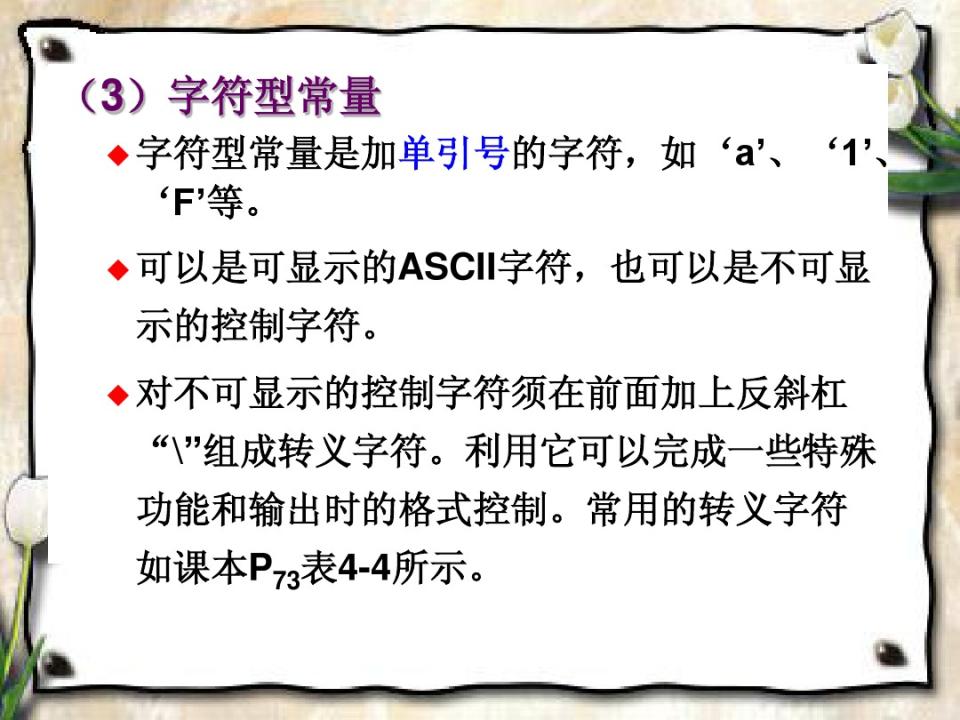 （3）字符型常量
字符型常量是加单引号的字符，如‘a’、‘1’、
‘F’等。
可以是可显示的ASCII字符，也可以是不可显
示的控制字符。
对不可显示的控制字符须在前面加上反斜杠
“\”组成转义字符。利用它可以完成一些特殊
功能和输出时的格式控制。常用的转义字符
如课本P73表4-4所示。